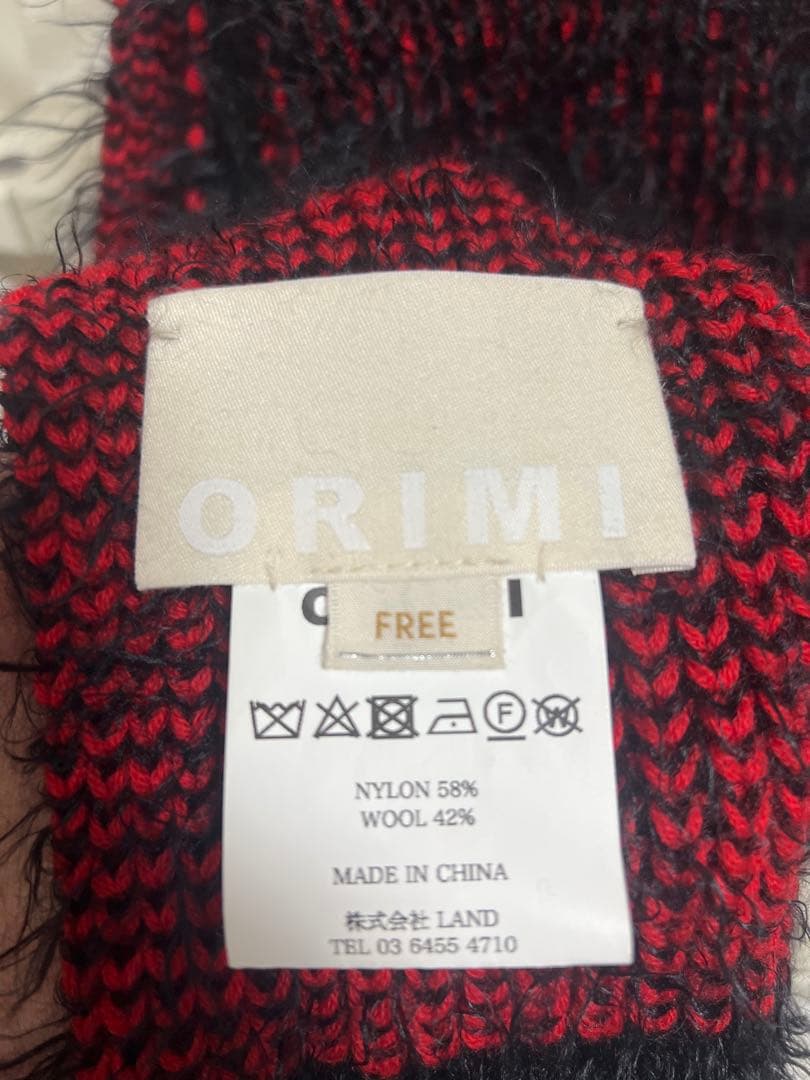 ORIMI
FREE
F
W
NYLON 58%
WOOL 42%
MADE IN CHINA
株式会社 LAND
TEL 03 6455 4710